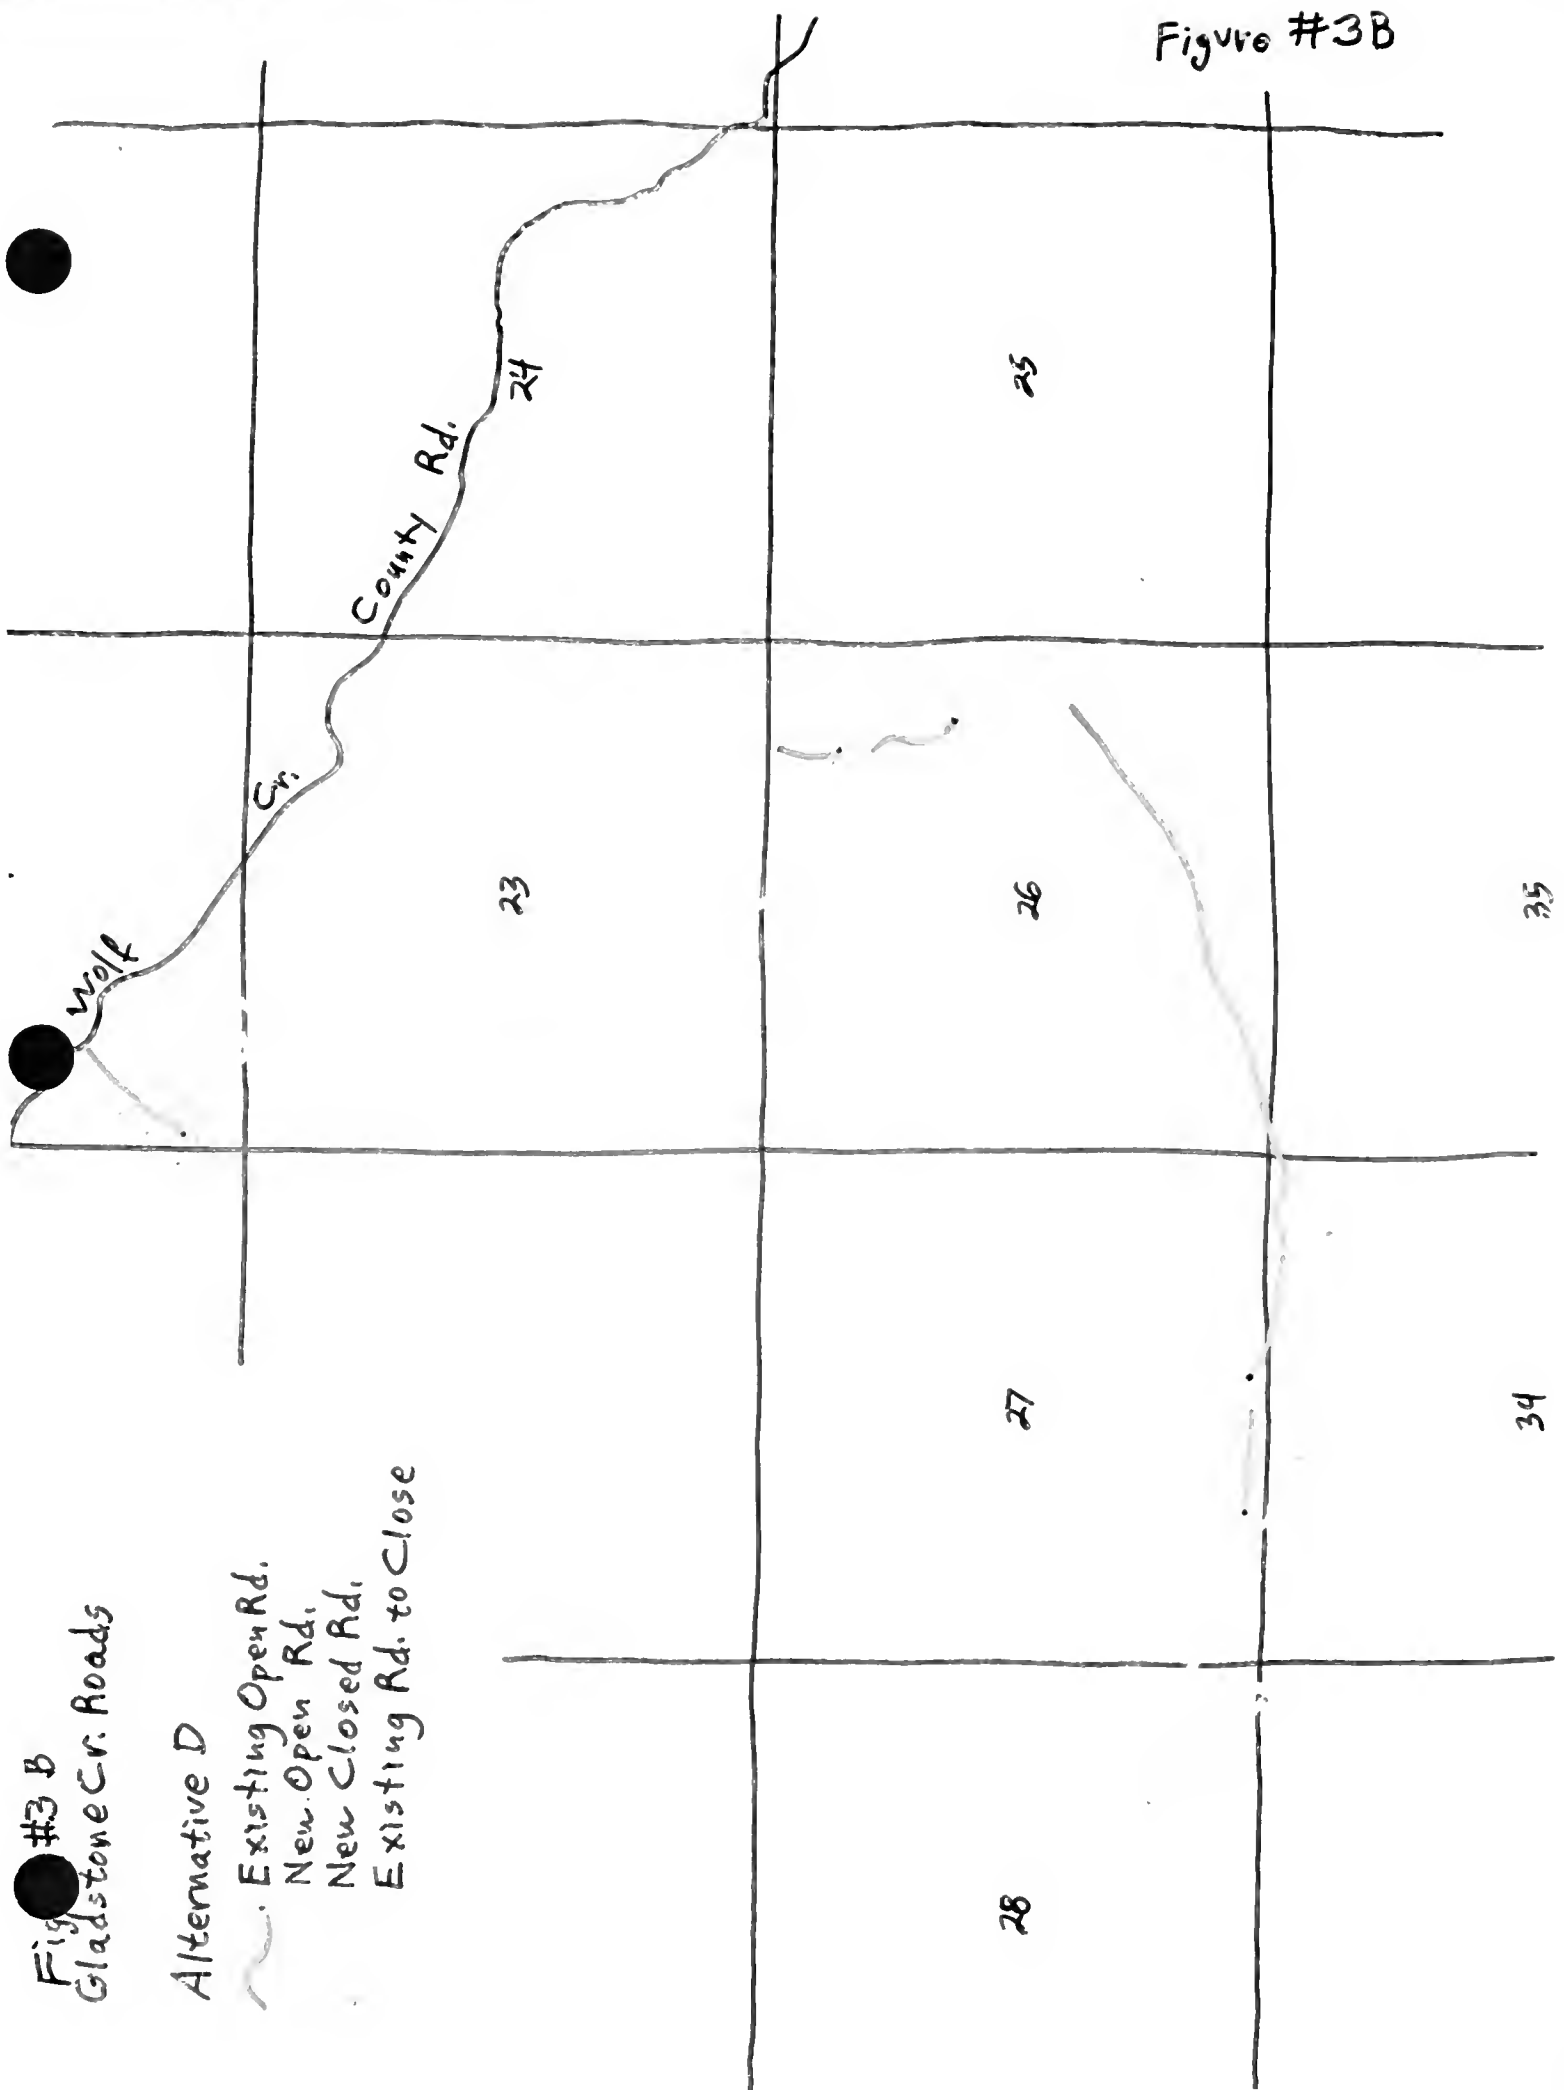 Figure #3B
Fig #3 B
Gladstone Cr. Roads
Alternative D
Existing Open Rd.
New Open Rd.
New Closed Rd.
Existing Rd. to Close
Wolf Cr. County Rd.
24
25
23
26
35
27
34
28